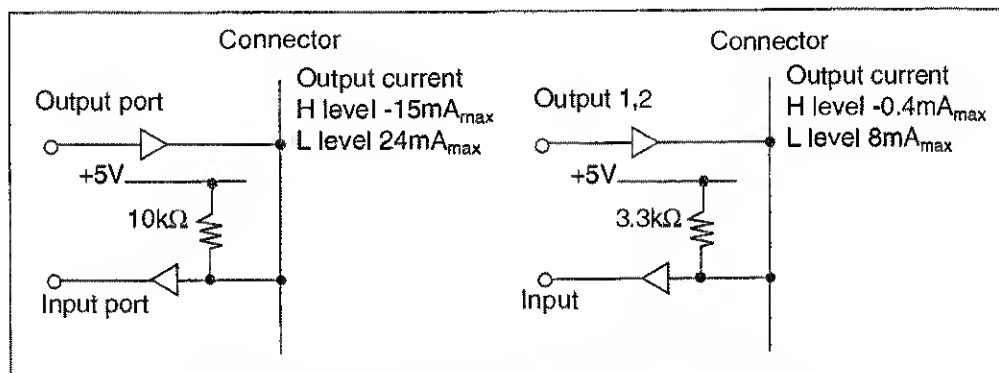 Connector
Output current
H level -15mAmax
L level 24mAmax
Output port
+5V
10kΩ
Input port
Connector
Output current
H level -0.4mAmax
L level 8mAmax
Output 1,2
+5V
3.3kΩ
Input